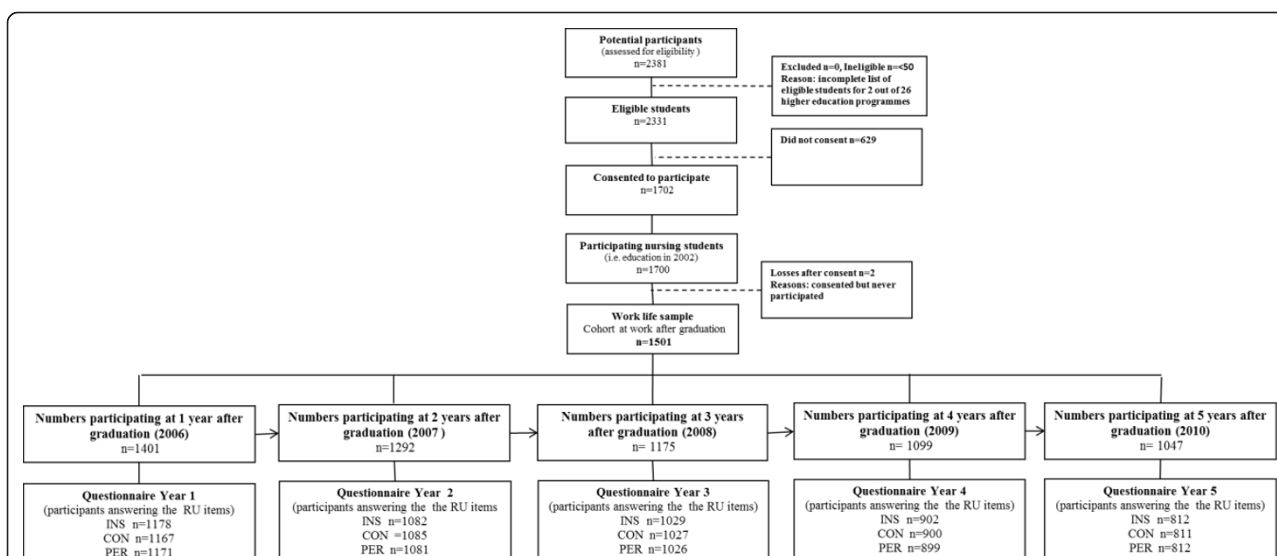 Potential participants
(assessed for eligibility )
n=2381
Excluded n=0, Ineligible n=<50
Reason: incomplete list of
eligible students for 2 out of 26
higher education programmes
Eligible students
n=2331
Did not consent n=629
Consented to participate
n=1702
Participating nursing students
(i.e. education in 2002)
n=1700
Losses after consent n=2
Reasons: consented but never
participated
Work life sample
Cohort at work after graduation
n=1501
Numbers participating at 1 year after
graduation (2006)
n=1401
Numbers participating at 2 years after
graduation (2007 )
n=1292
Numbers participating at 3 years
after graduation (2008)
n= 1175
Numbers participating at 4 years after
graduation (2009)
n= 1099
Numbers participating at 5 years after
graduation (2010)
n= 1047
Questionnaire Year 1
(participants answering the the RU items)
INS n=1178
CON n=1167
PER n=1171
Questionnaire Year 2
(participants answering the the RU items
INS n=1082
CON =1085
PER n=1081
Questionnaire Year 3
(participants answering the the RU items)
INS n=1029
CON n=1027
PER n=1026
Questionnaire Year 4
(participants answering the the RU items)
INS n=902
CON n=900
PER n=899
Questionnaire Year 5
(participants answering the the RU items)
INS n=812
CON n=811
PER n=812